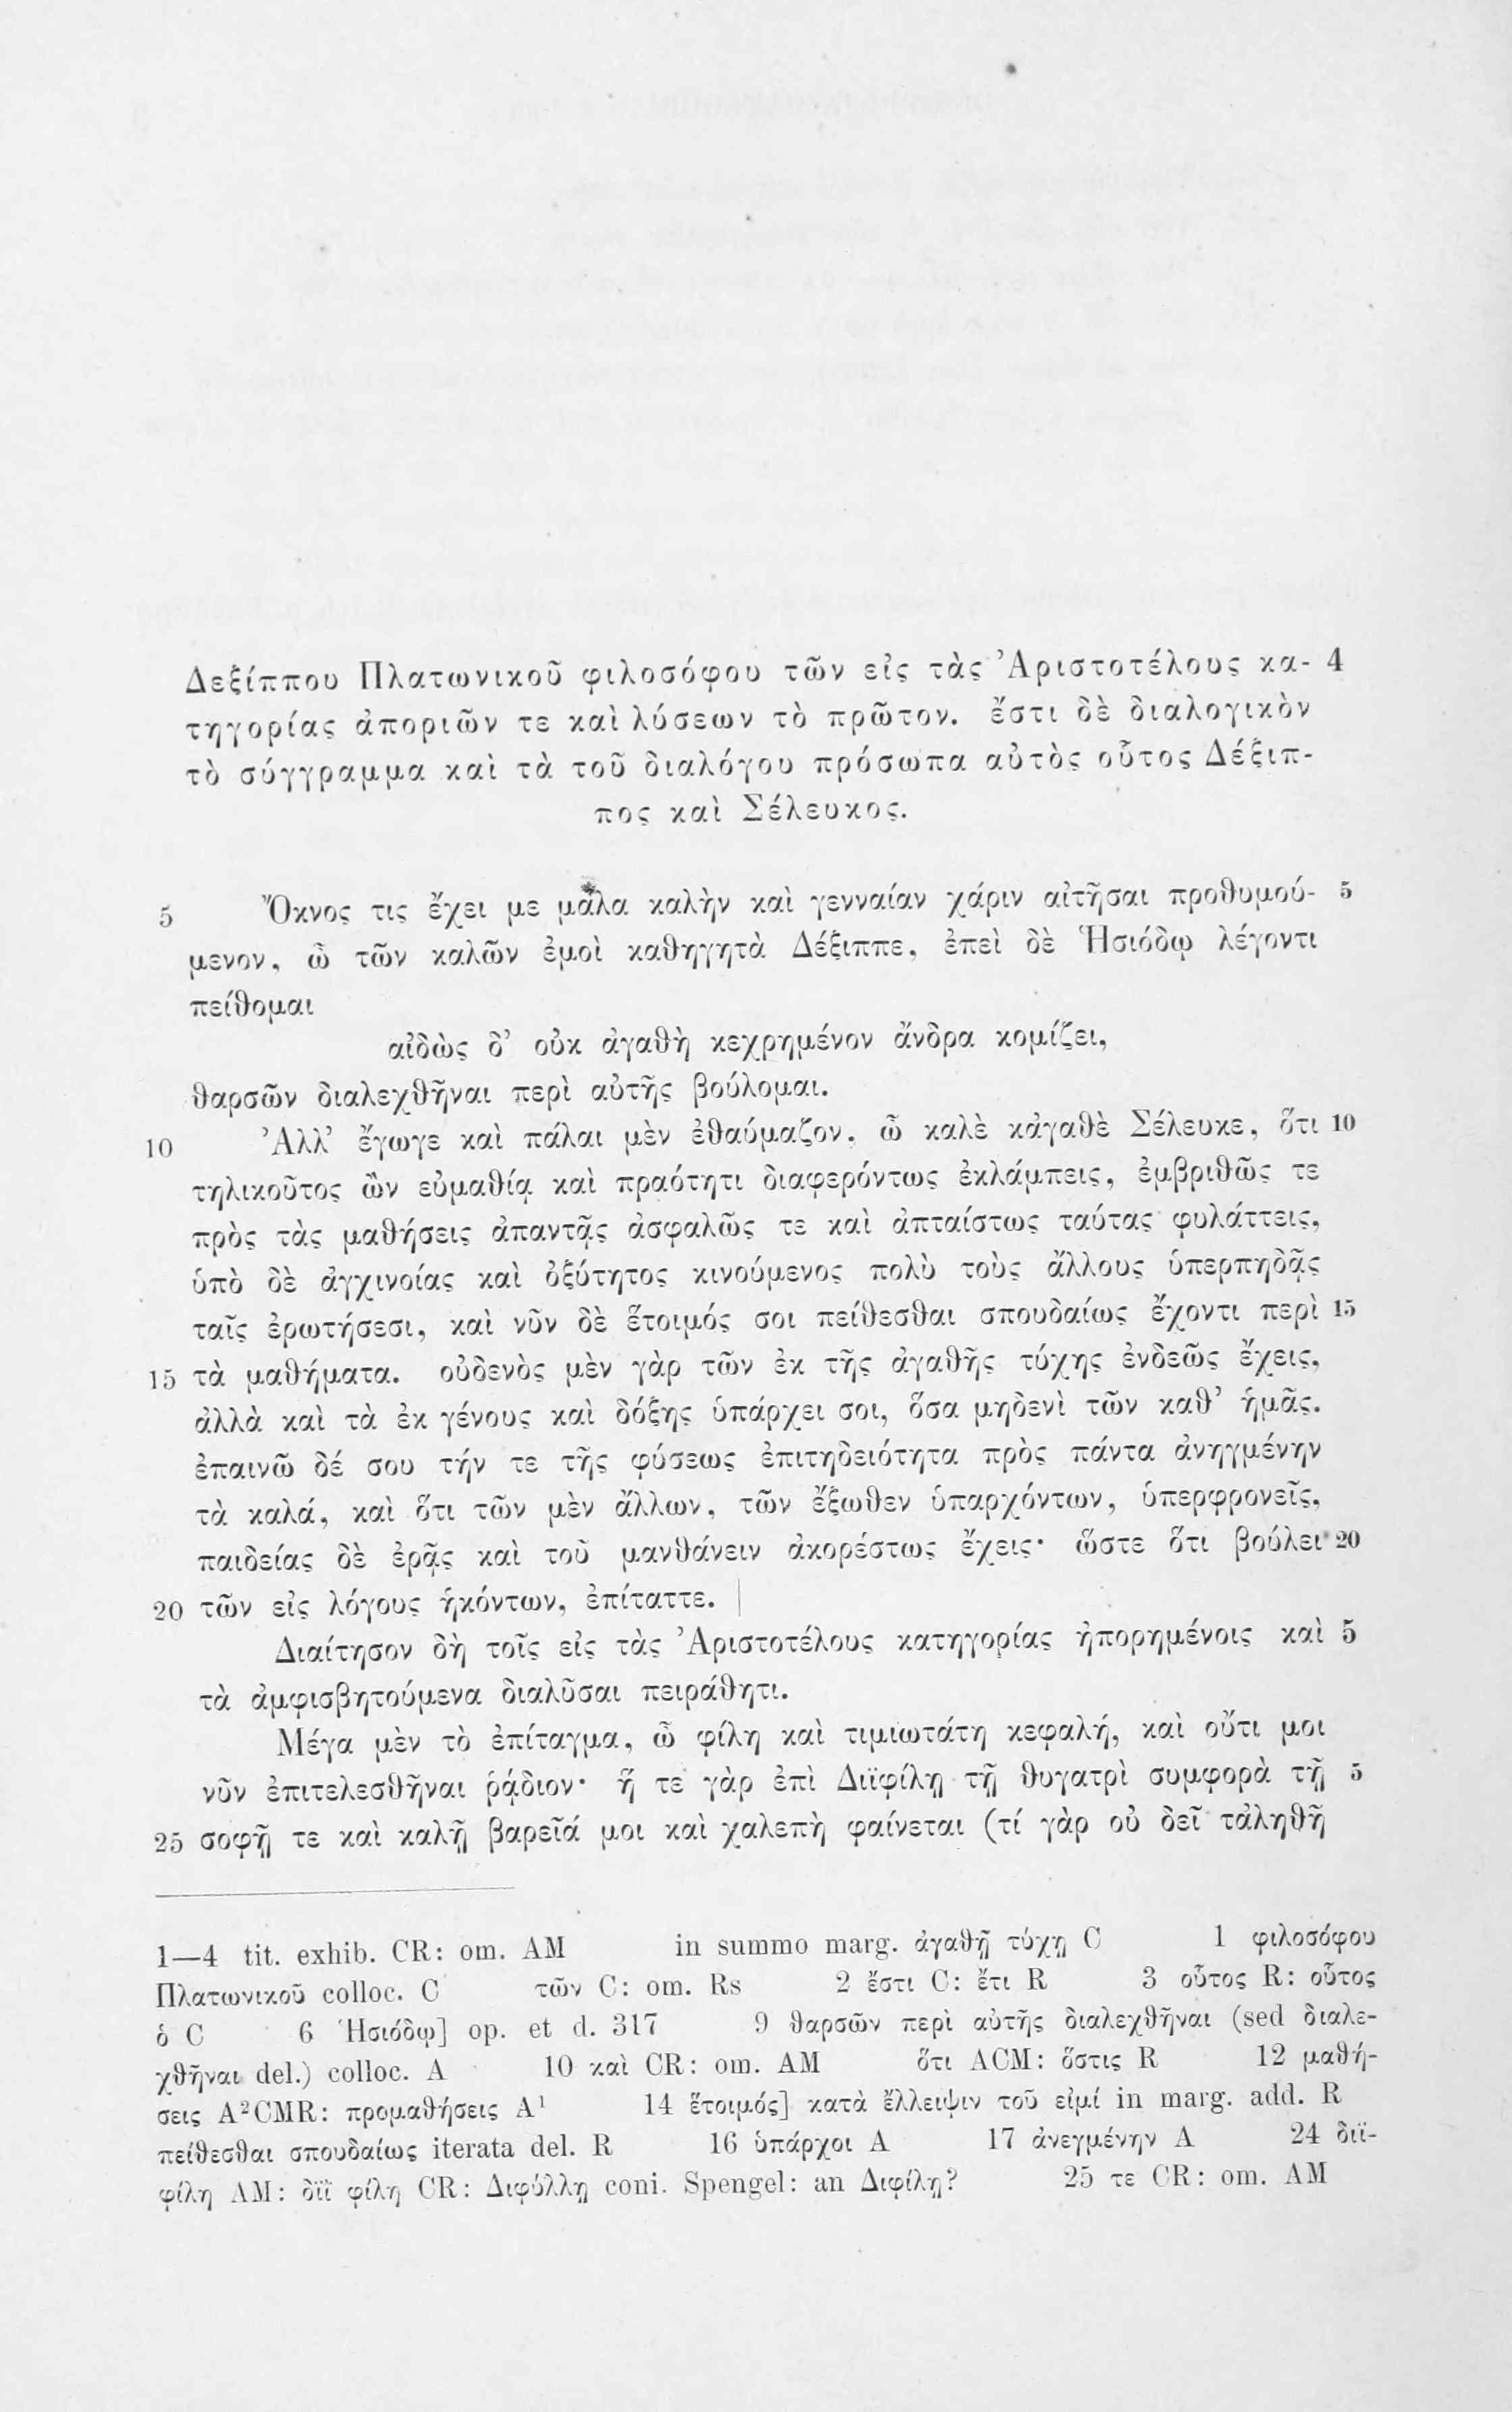 Δεξίππου Πλατωνικοῦ φιλοσόφου τῶν εἰς τὰς Ἀριστοτέλους κα- 4
τηγορίας ἀποριῶν τε καὶ λύσεων τὸ πρῶτον. ἔστι δὲ διαλογικὸν
τὸ σύγγραμμα καὶ τὰ τοῦ διαλόγου πρόσωπα αὐτὸς οὗτος Δέξιπ-
πος καὶ Σέλευκος.
5 Ὄκνος τις ἔχει με μάλα καλὴν καὶ γενναίαν χάριν αἰτῆσαι προθυμού- 5
μενον, ὦ τῶν καλῶν ἐμοὶ καθηγητὰ Δέξιππε, ἐπεὶ δὲ Ἡσιόδῳ λέγοντι
πείθομαι
αἰδὼς δ’ οὐκ ἀγαθὴ κεχρημένον ἄνδρα κομίζει,
θαρσῶν διαλεχθῆναι περὶ αὐτῆς βούλομαι.
10 Ἀλλ’ ἔγωγε καὶ πάλαι μὲν ἐθαύμαζον, ὦ καλὲ κἀγαθὲ Σέλευκε, ὅτι 10
τηλικοῦτος ὢν εὐμαθίᾳ καὶ πραότητι διαφερόντως ἐκλάμπεις, ἐμβριθῶς τε
πρὸς τὰς μαθήσεις ἀπαντᾷς ἀσφαλῶς τε καὶ ἀπταίστως ταύτας φυλάττεις,
ὑπὸ δὲ ἀγχινοίας καὶ ὀξύτητος κινούμενος πολὺ τοὺς ἄλλους ὑπερπηδᾷς
ταῖς ἐρωτήσεσι, καὶ νῦν δὲ ἕτοιμός σοι πείθεσθαι σπουδαίως ἔχοντι περὶ 15
15 τὰ μαθήματα. οὐδενὸς μὲν γὰρ τῶν ἐκ τῆς ἀγαθῆς τύχης ἐνδεῶς ἔχεις,
ἀλλὰ καὶ τὰ ἐκ γένους καὶ δόξης ὑπάρχει σοι, ὅσα μηδενὶ τῶν καθ’ ἡμᾶς.
ἐπαινῶ δέ σου τήν τε τῆς φύσεως ἐπιτηδειότητα πρὸς πάντα ἀνηγμένην
τὰ καλά, καὶ ὅτι τῶν μὲν ἄλλων, τῶν ἔξωθεν ὑπαρχόντων, ὑπερφρονεῖς,
παιδείας δὲ ἐρᾷς καὶ τοῦ μανθάνειν ἀκορέστως ἔχεις· ὥστε ὅτι βούλει 20
20 τῶν εἰς λόγους ἡκόντων, ἐπίταττε. |
Διαίτησον δὴ τοῖς εἰς τὰς Ἀριστοτέλους κατηγορίας ἠπορημένοις καὶ 5
τὰ ἀμφισβητούμενα διαλῦσαι πειράθητι.
Μέγα μὲν τὸ ἐπίταγμα, ὦ φίλη καὶ τιμιωτάτη κεφαλή, καὶ οὔτι μοι
νῦν ἐπιτελεσθῆναι ῥᾴδιον· ἥ τε γὰρ ἐπὶ Διϊφίλῃ τῇ θυγατρὶ συμφορὰ τῇ 5
25 σοφῇ τε καὶ καλῇ βαρεῖά μοι καὶ χαλεπὴ φαίνεται (τί γὰρ οὐ δεῖ τἀληθῆ
1—4 tit. exhib. CR: om. AM in summo marg. ἀγαθῇ τύχῃ C 1 φιλοσόφου
Πλατωνικοῦ colloc. C τῶν C: om. Rs 2 ἔστι C: ἔτι R 3 οὗτος R: οὗτος
ὁ C 6 Ἡσιόδῳ] op. et d. 317 9 θαρσῶν περὶ αὐτῆς διαλεχθῆναι (sed διαλε-
χθῆναι del.) colloc. A 10 καὶ CR: om. AM ὅτι ACM: ὅστις R 12 μαθή-
σεις A²CMR: προμαθήσεις A¹ 14 ἕτοιμός] κατὰ ἔλλειψιν τοῦ εἰμί in marg. add. R
πείθεσθαι σπουδαίως iterata del. R 16 ὑπάρχοι A 17 ἀνεγμένην A 24 διϊ-
φίλη AM: διῒ φίλη CR: Διφύλλῃ coni. Spengel: an Διφίλῃ? 25 τε CR: om. AM